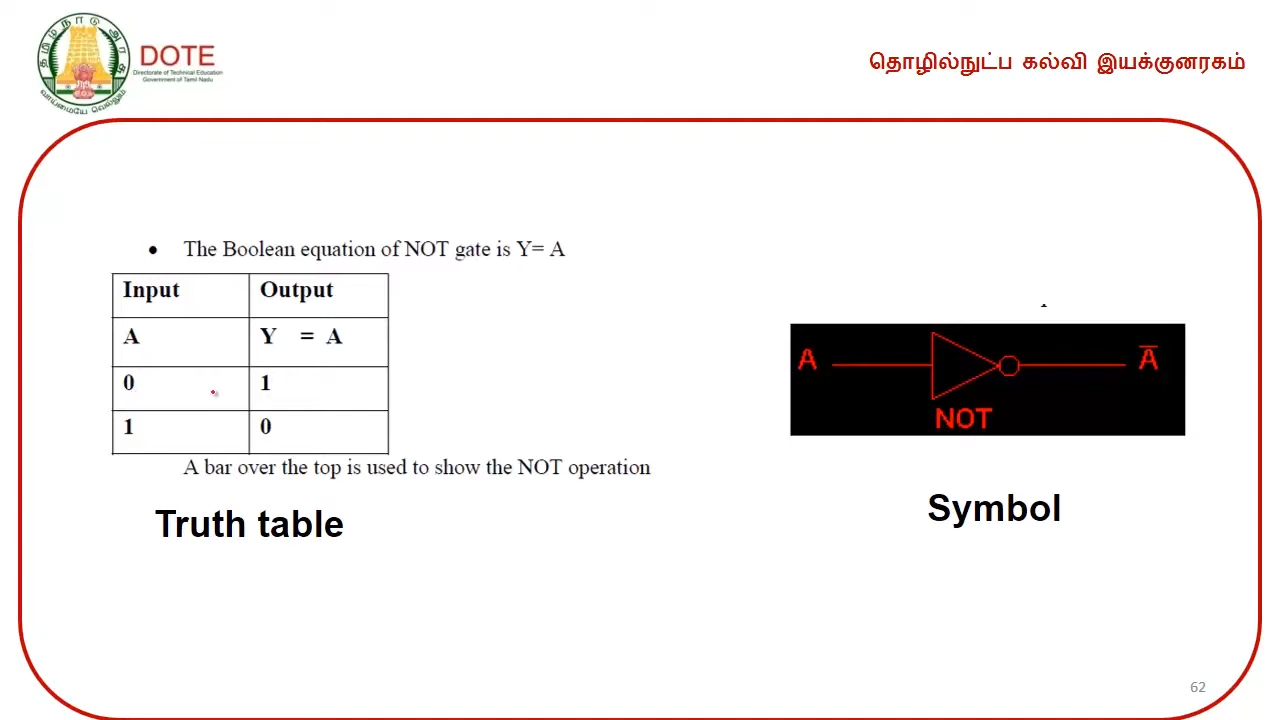 தமிழ்நாடு அரசு
வாய்மையே வெல்லும்
DOTE
Directorate of Technical Education
Government of Tamil Nadu
தொழில்நுட்ப கல்வி இயக்குனரகம்
• The Boolean equation of NOT gate is Y= A
Input Output
A Y = A
0 1
1 0
A bar over the top is used to show the NOT operation
Truth table
A A̅
NOT
Symbol
62